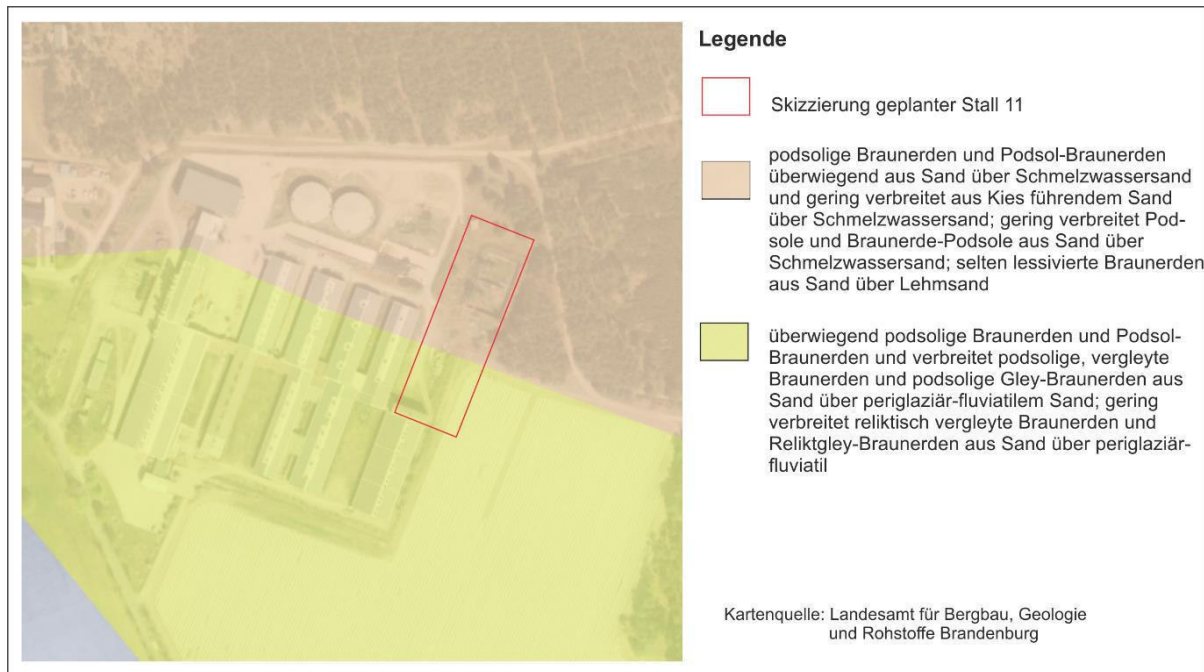 Legende
Skizzierung geplanter Stall 11
podsolige Braunerden und Podsol-Braunerden
überwiegend aus Sand über Schmelzwassersand
und gering verbreitet aus Kies führendem Sand
über Schmelzwassersand; gering verbreitet Pod-
sole und Braunerde-Podsole aus Sand über
Schmelzwassersand; selten lessivierte Braunerden
aus Sand über Lehmsand
überwiegend podsolige Braunerden und Podsol-
Braunerden und verbreitet podsolige, vergleyte
Braunerden und podsolige Gley-Braunerden aus
Sand über periglaziär-fluviatilem Sand; gering
verbreitet reliktisch vergleyte Braunerden und
Reliktgley-Braunerden aus Sand über periglaziär-
fluviatil
Kartenquelle: Landesamt für Bergbau, Geologie
und Rohstoffe Brandenburg